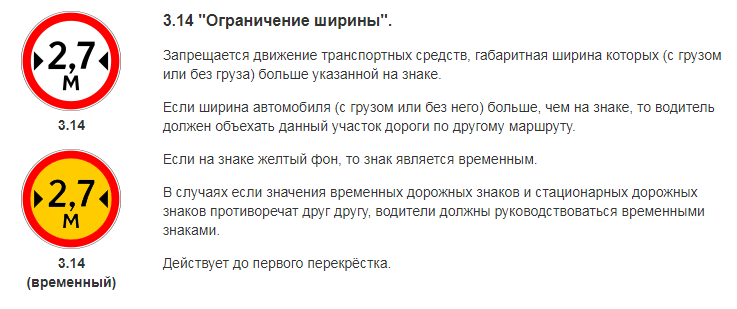 2,7
м
3.14
2,7
м
3.14
(временный)
3.14 "Ограничение ширины".
Запрещается движение транспортных средств, габаритная ширина которых (с грузом
или без груза) больше указанной на знаке.
Если ширина автомобиля (с грузом или без него) больше, чем на знаке, то водитель
должен объехать данный участок дороги по другому маршруту.
Если на знаке желтый фон, то знак является временным.
В случаях если значения временных дорожных знаков и стационарных дорожных
знаков противоречат друг другу, водители должны руководствоваться временными
знаками.
Действует до первого перекрёстка.